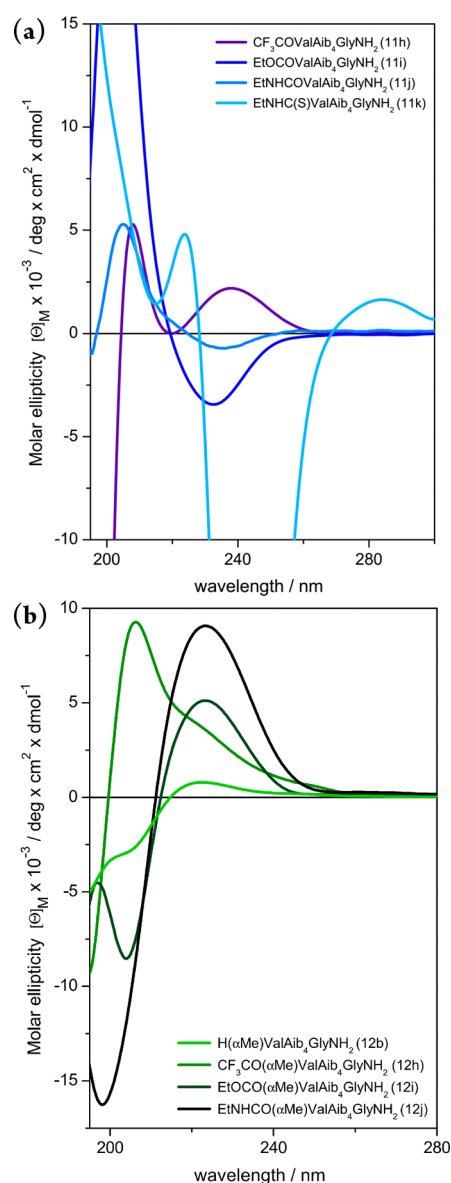 (a)
CF₃COValAib₄GlyNH₂ (11h)
EtOCOValAib₄GlyNH₂ (11i)
EtNHCOValAib₄GlyNH₂ (11j)
EtNHC(S)ValAib₄GlyNH₂ (11k)
Molar ellipticity [Θ]M x 10⁻³ / deg x cm² x dmol⁻¹
15
10
5
0
-5
-10
200 240 280
wavelength / nm
(b)
Molar ellipticity [Θ]M x 10⁻³ / deg x cm² x dmol⁻¹
10
5
0
-5
-10
-15
H(αMe)ValAib₄GlyNH₂ (12b)
CF₃CO(αMe)ValAib₄GlyNH₂ (12h)
EtOCO(αMe)ValAib₄GlyNH₂ (12i)
EtNHCO(αMe)ValAib₄GlyNH₂ (12j)
200 240 280
wavelength / nm